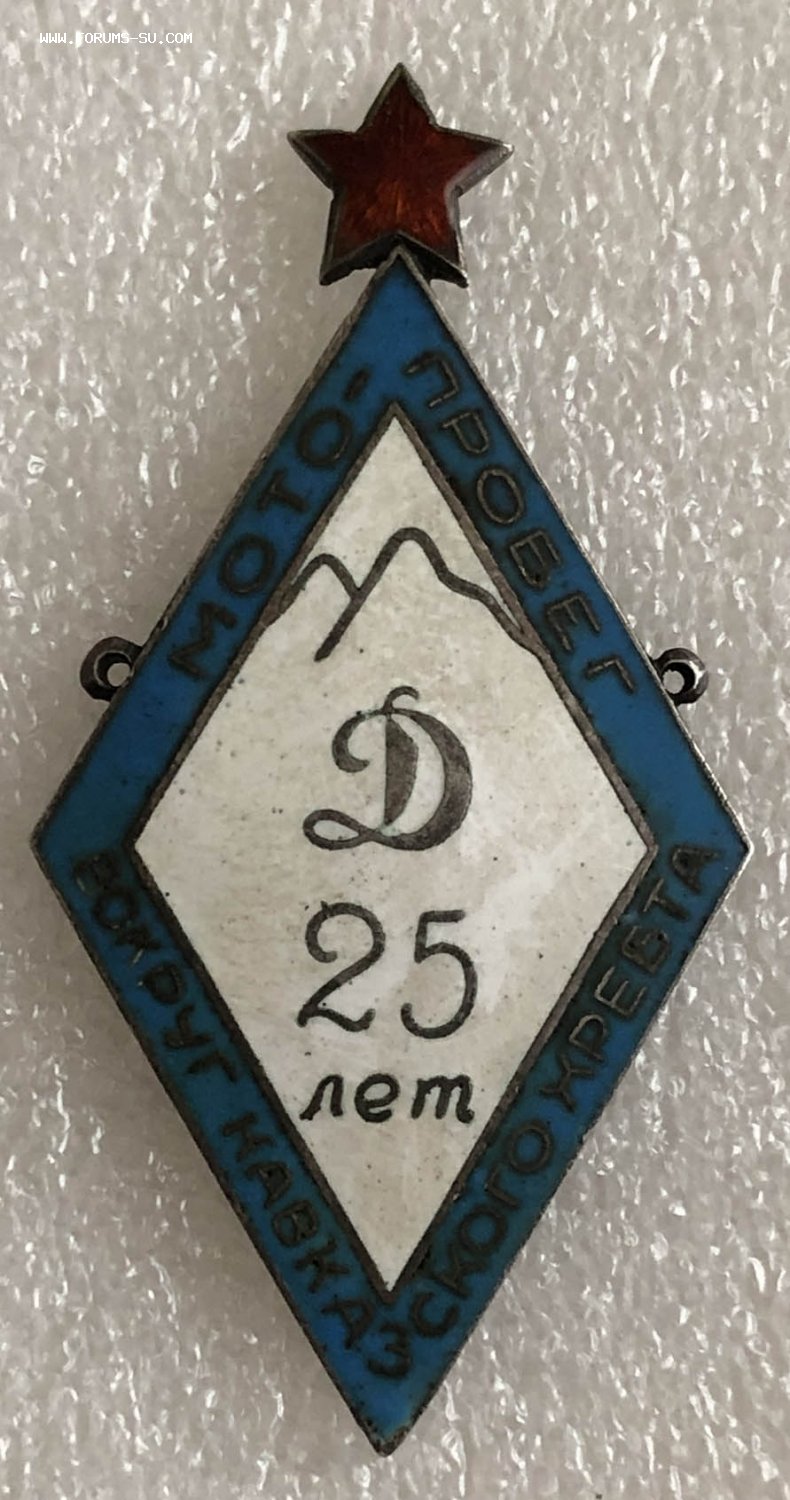 WWW.FORUMS-SU.COM
МОТО-
ПРОБЕГ
Д
25
лет
ВОКРУГ КАВКАЗСКОГО ХРЕБТА